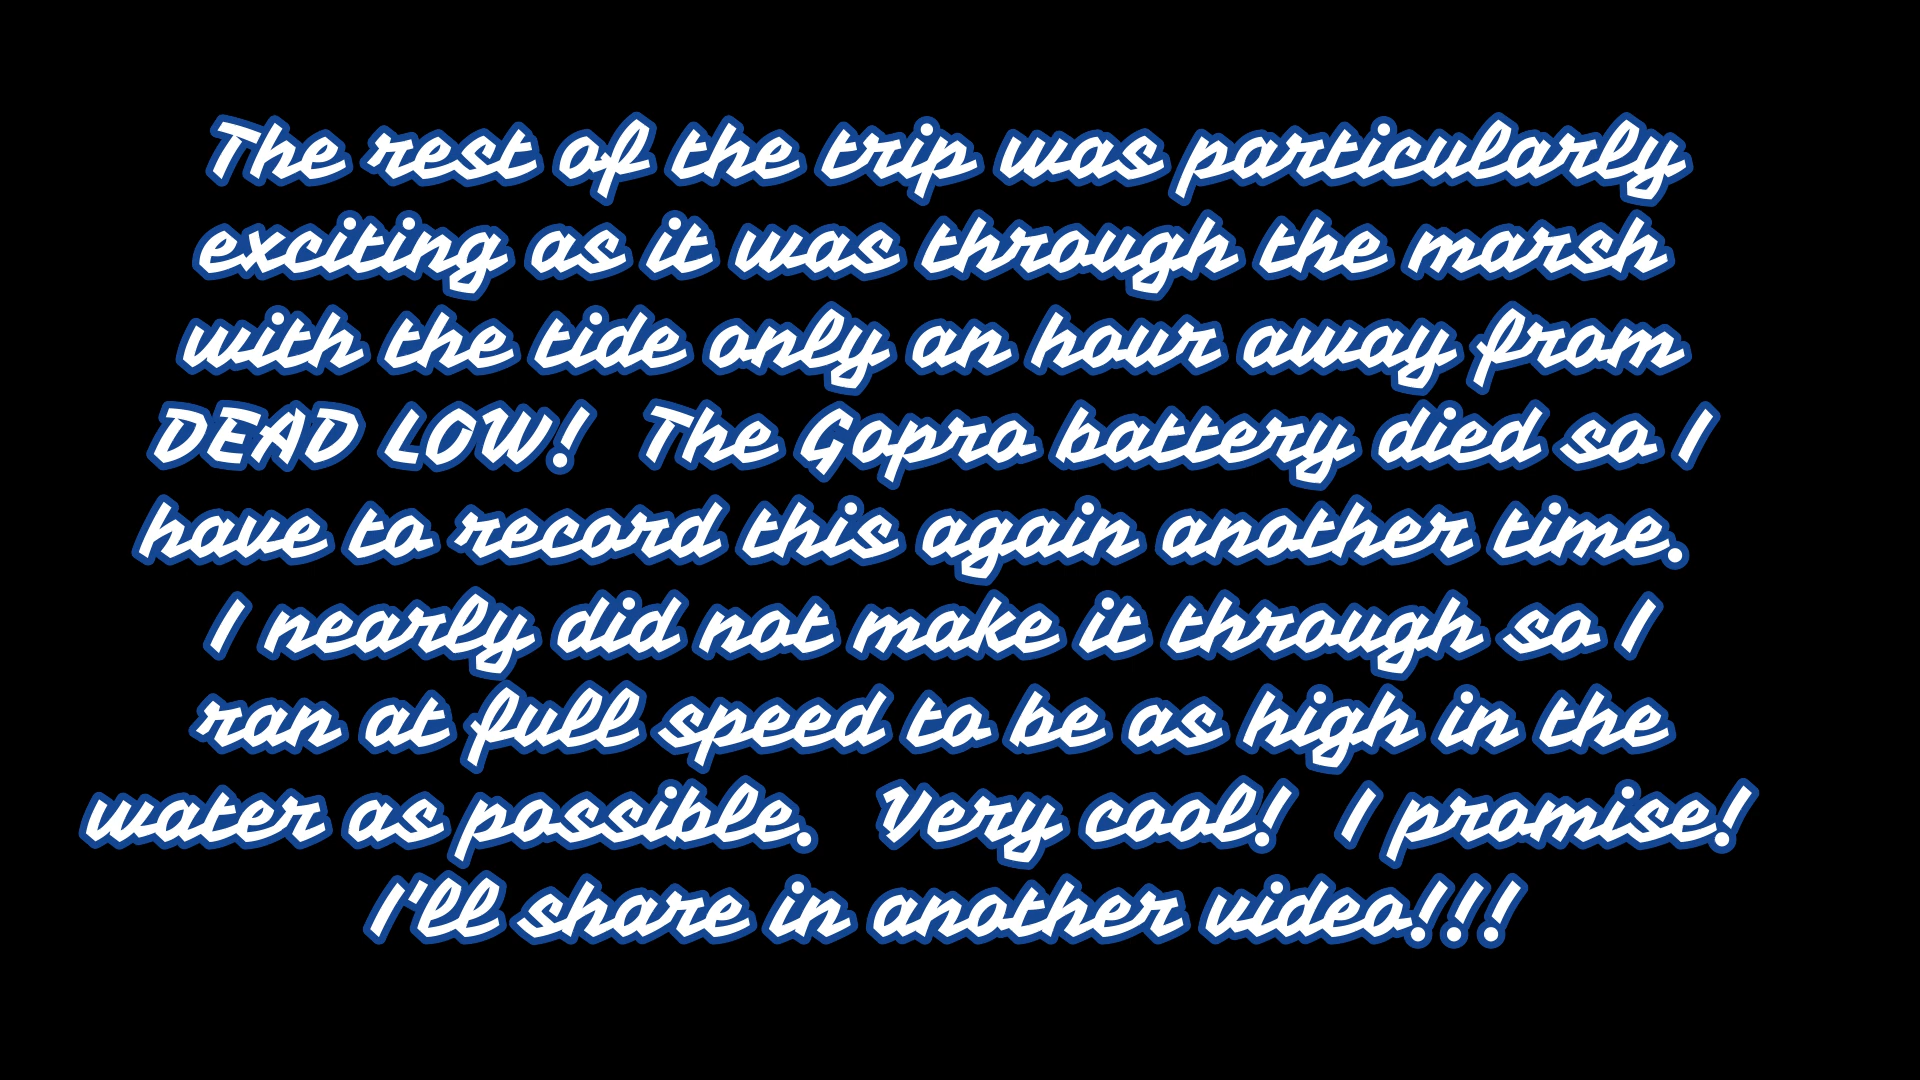 The rest of the trip was particularly
exciting as it was through the marsh
with the tide only an hour away from
DEAD LOW!  The Gopro battery died so I
have to record this again another time.
I nearly did not make it through so I
ran at full speed to be as high in the
water as possible.  Very cool!  I promise!
I'll share in another video!!!